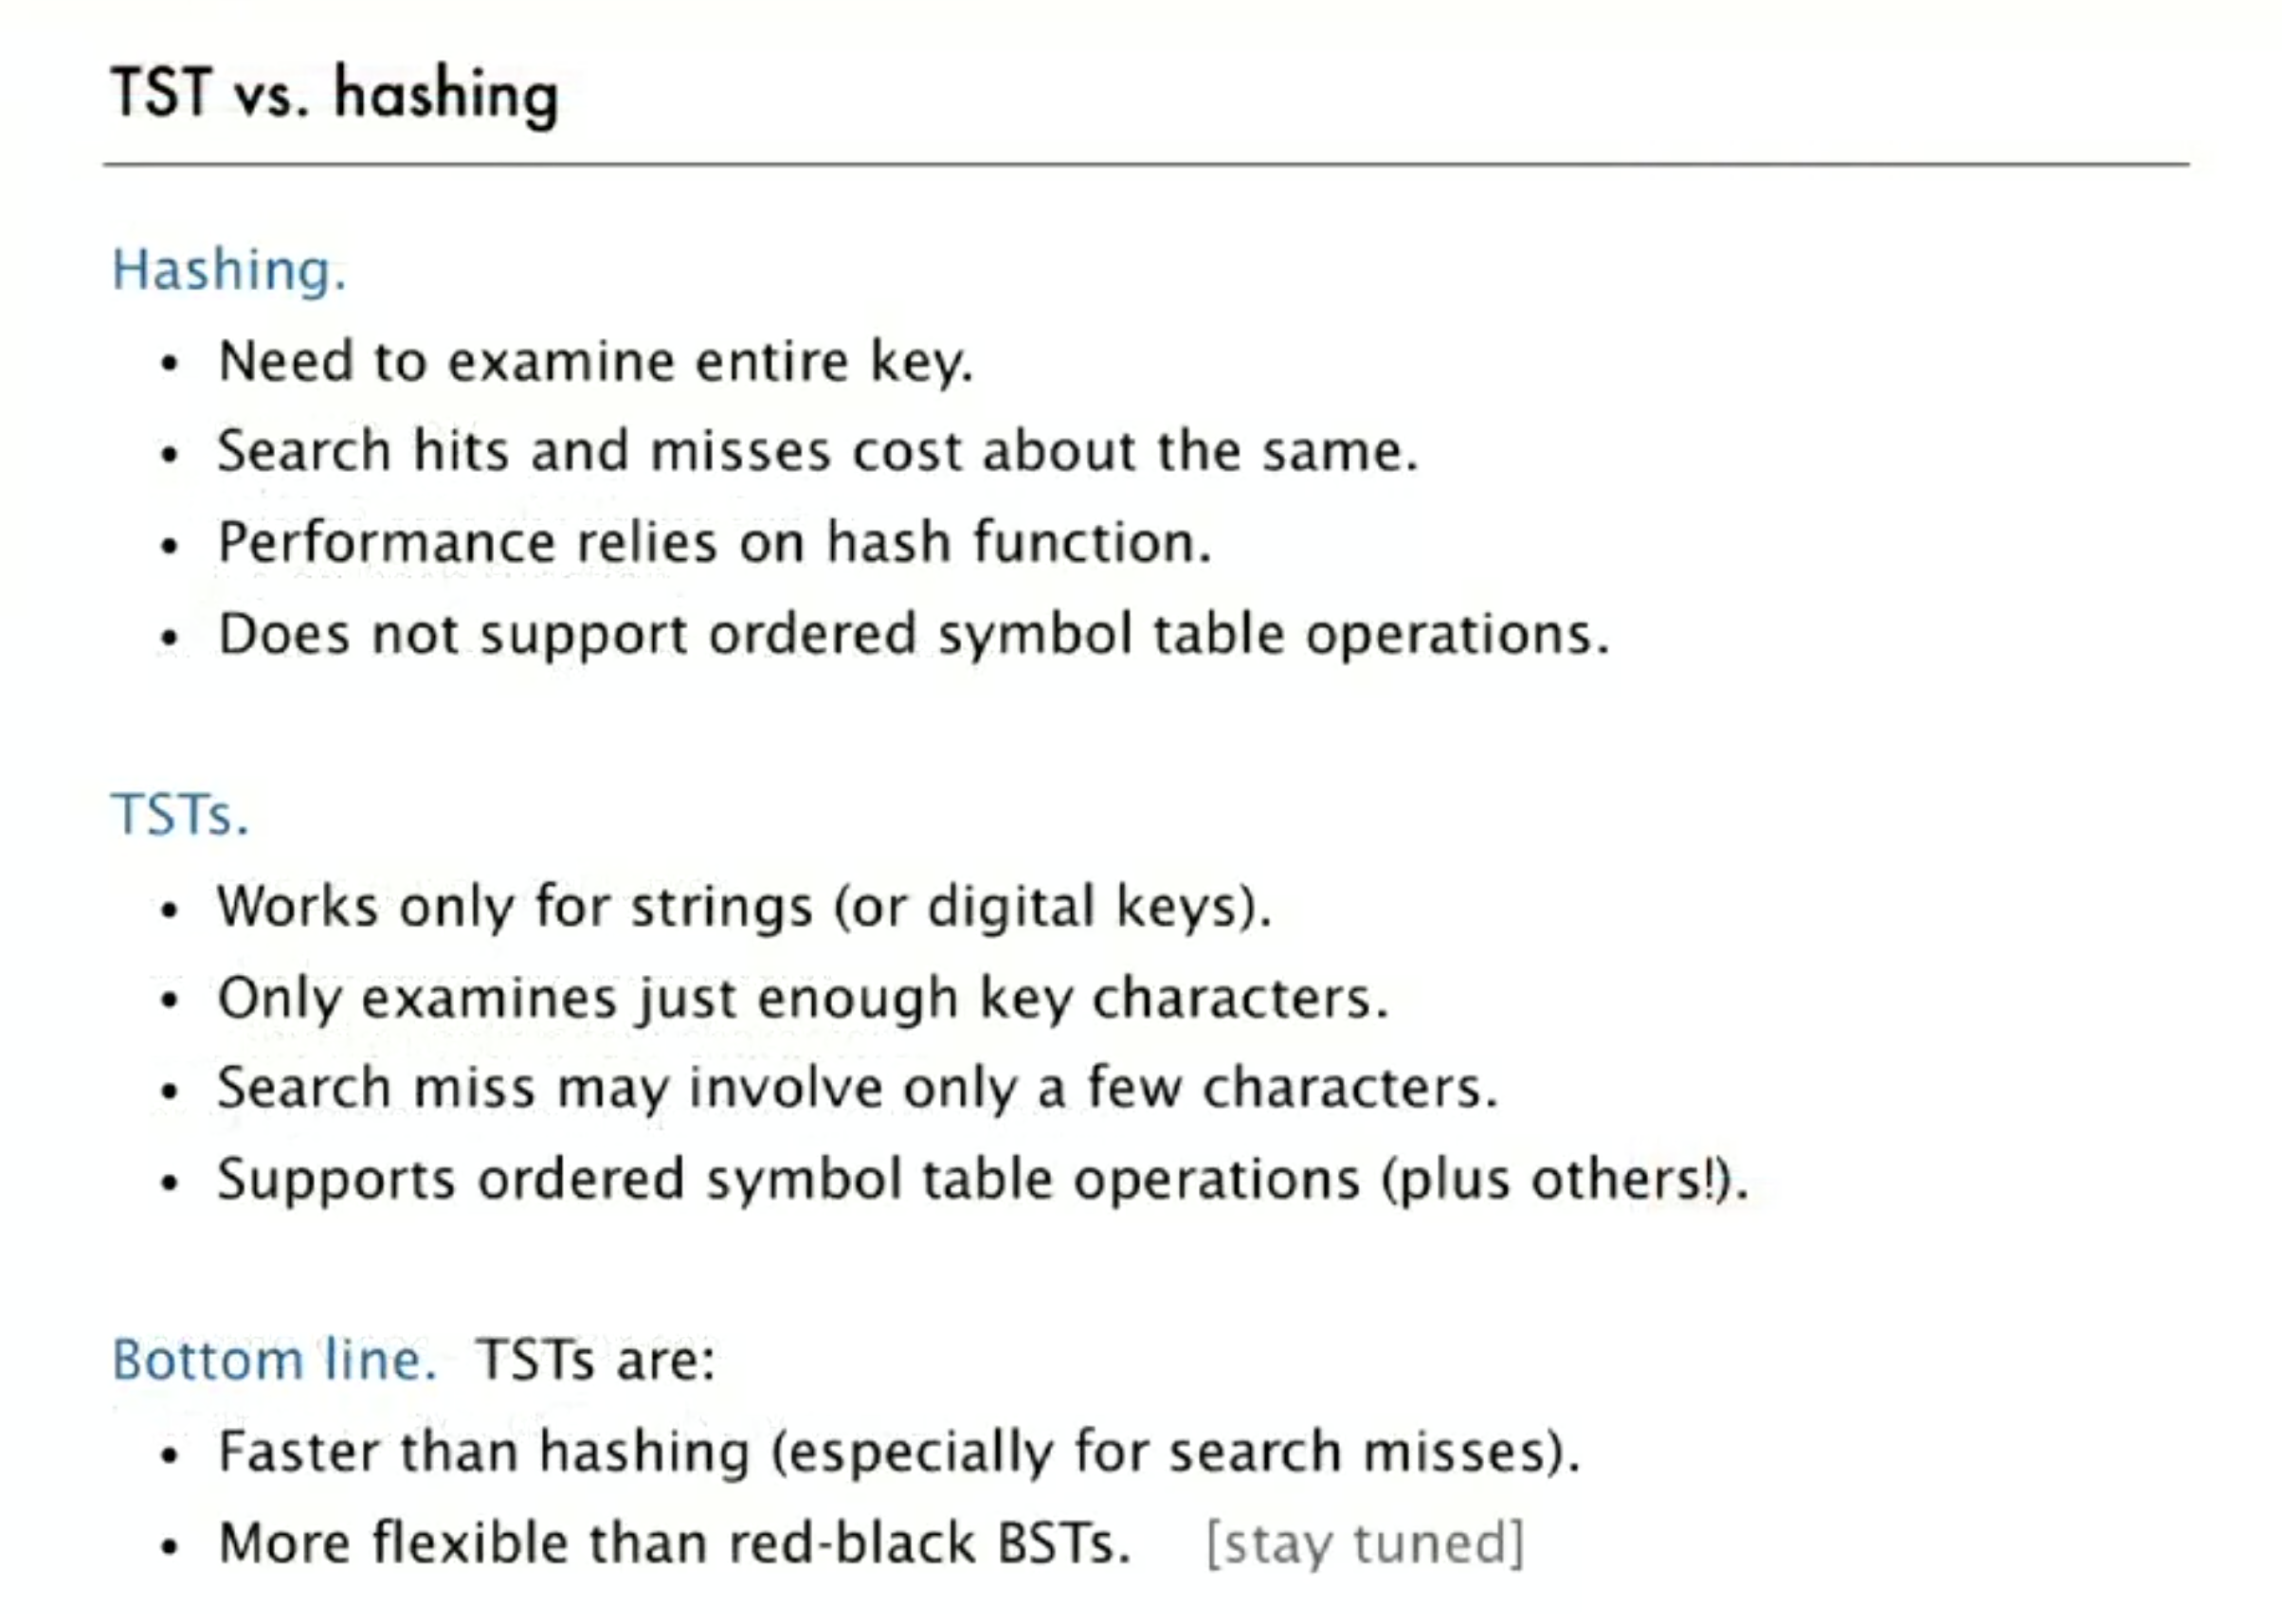 TST vs. hashing
Hashing.
• Need to examine entire key.
• Search hits and misses cost about the same.
• Performance relies on hash function.
• Does not support ordered symbol table operations.
TSTs.
• Works only for strings (or digital keys).
• Only examines just enough key characters.
• Search miss may involve only a few characters.
• Supports ordered symbol table operations (plus others!).
Bottom line. TSTs are:
• Faster than hashing (especially for search misses).
• More flexible than red-black BSTs. [stay tuned]